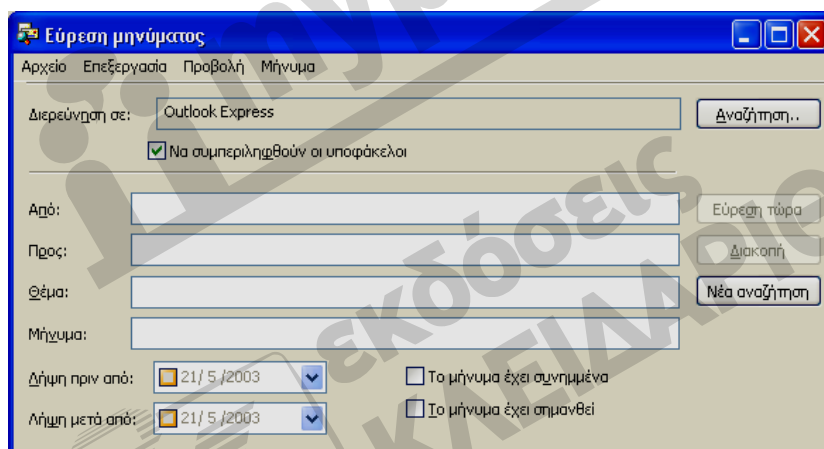 Εύρεση μηνύματος
Αρχείο Επεξεργασία Προβολή Μήνυμα
Διερεύνηση σε: Outlook Express Αναζήτηση..
Να συμπεριληφθούν οι υποφάκελοι
Από: Εύρεση τώρα
Προς: Διακοπή
Θέμα: Νέα αναζήτηση
Μήνυμα:
Λήψη πριν από: 21/ 5 /2003 Το μήνυμα έχει συνημμένα
Λήψη μετά από: 21/ 5 /2003 Το μήνυμα έχει σημανθεί
εκδόσεις
ΚΛΕΙΔΑΡΙΘ